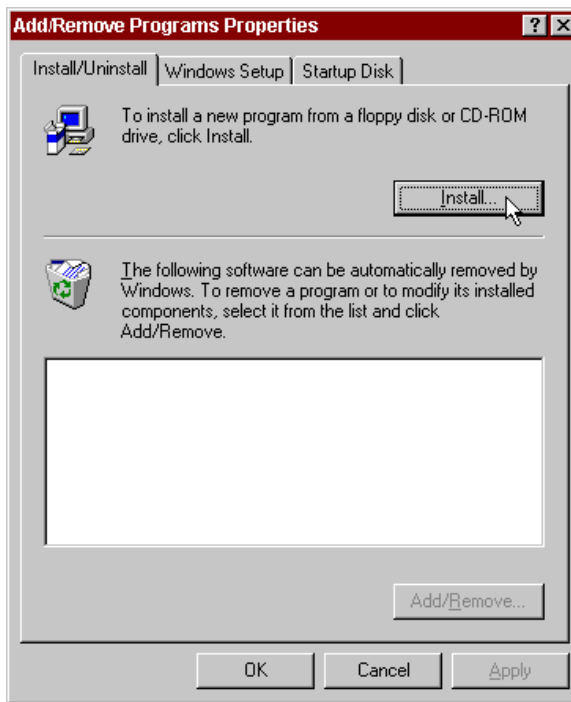 Add/Remove Programs Properties
Install/Uninstall
Windows Setup
Startup Disk
To install a new program from a floppy disk or CD-ROM
drive, click Install.
Install...
The following software can be automatically removed by
Windows. To remove a program or to modify its installed
components, select it from the list and click
Add/Remove.
Add/Remove...
OK
Cancel
Apply